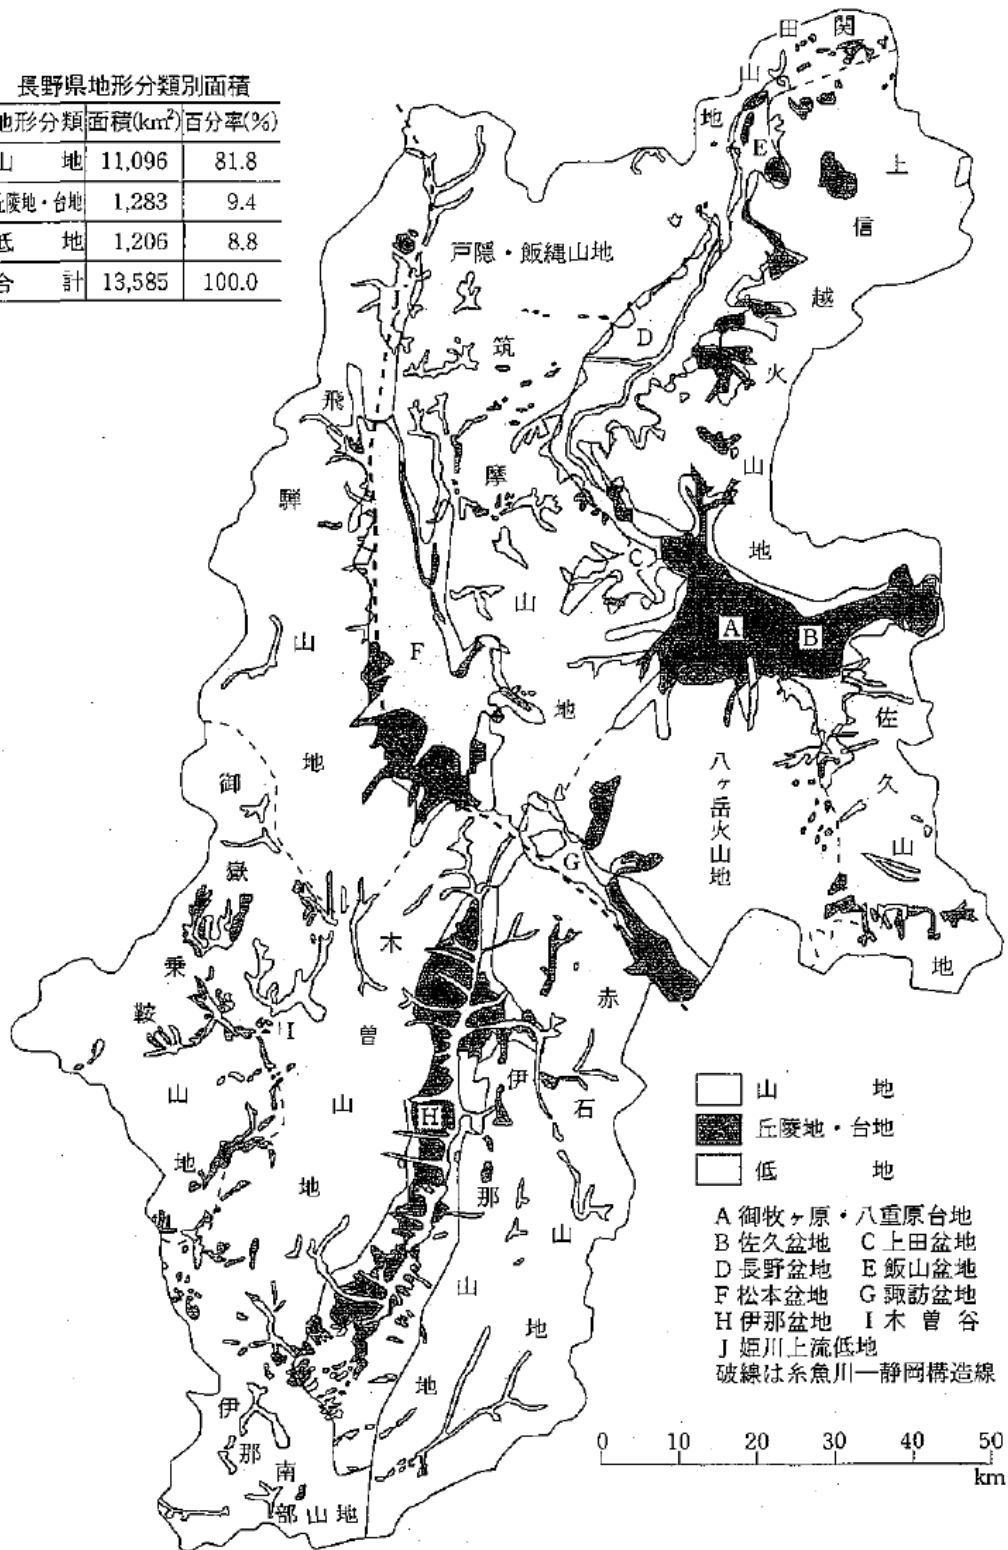 長野県地形分類別面積
地形分類 面積(km²) 百分率(%)
山 地 11,096 81.8
丘陵地・台地 1,283 9.4
低 地 1,206 8.8
合 計 13,585 100.0
関田山地
上信越火山地
戸隠・飯縄山地
筑摩山地
飛騨山地
御嶽乗鞍山地
木曽山地
八ヶ岳火山地
佐久山地
赤石山地
伊那山地
伊那南部山地
A
B
C
D
E
F
G
H
I
山 地
丘陵地・台地
低 地
A 御牧ヶ原・八重原台地
B 佐久盆地 C 上田盆地
D 長野盆地 E 飯山盆地
F 松本盆地 G 諏訪盆地
H 伊那盆地 I 木曽谷
J 姫川上流低地
破線は糸魚川―静岡構造線
0 10 20 30 40 50
km